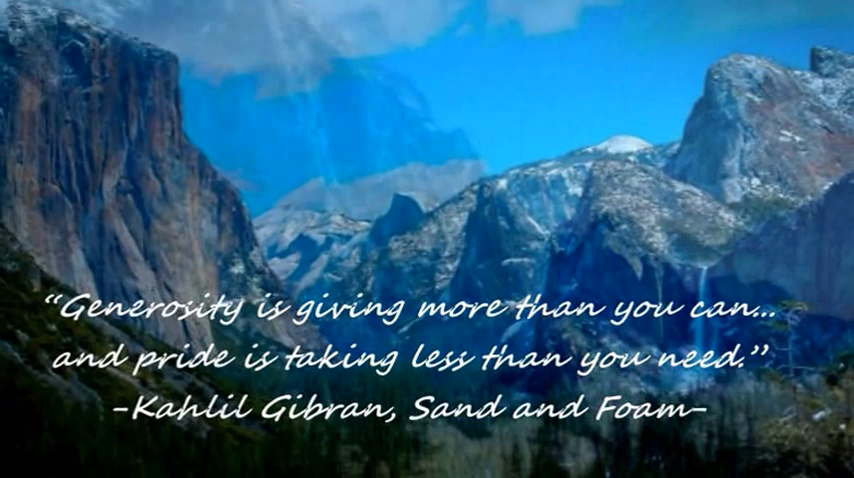 “Generosity is giving more than you can...
and pride is taking less than you need.”
-Kahlil Gibran, Sand and Foam-